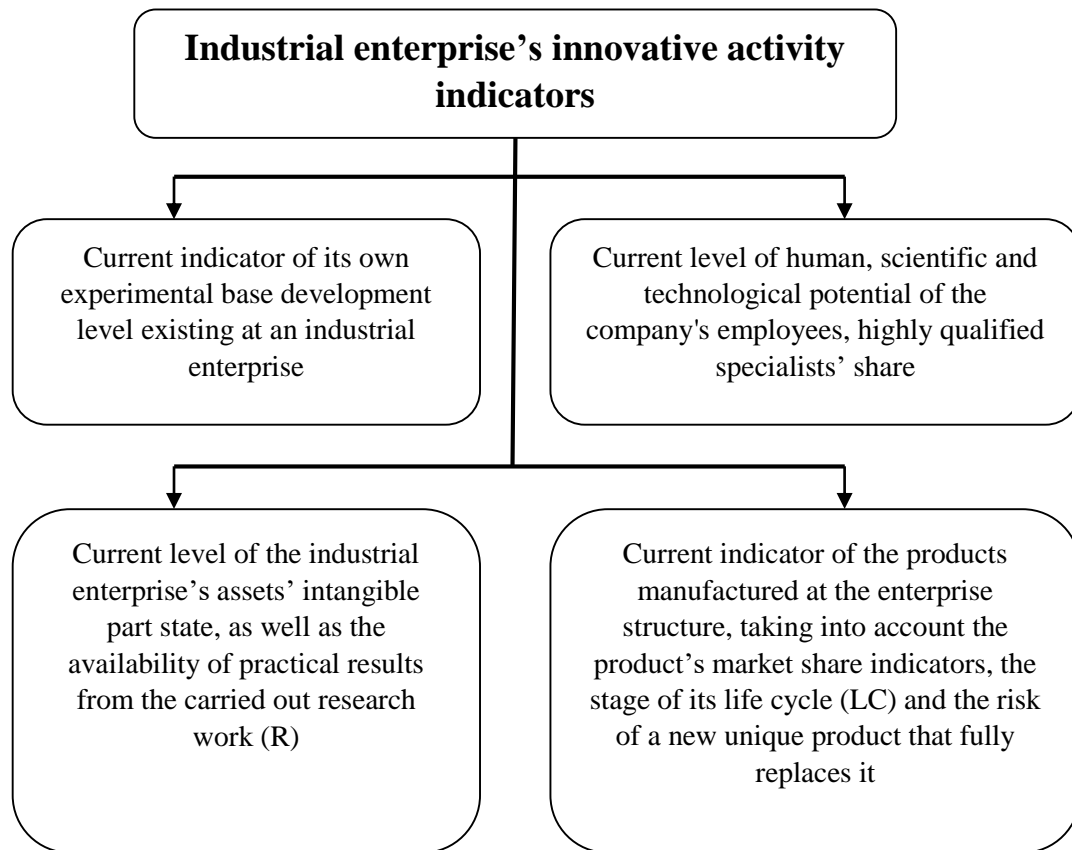 Industrial enterprise’s innovative activity
indicators
Current indicator of its own
experimental base development
level existing at an industrial
enterprise
Current level of human, scientific and
technological potential of the
company's employees, highly qualified
specialists’ share
Current level of the industrial
enterprise’s assets’ intangible
part state, as well as the
availability of practical results
from the carried out research
work (R)
Current indicator of the products
manufactured at the enterprise
structure, taking into account the
product’s market share indicators, the
stage of its life cycle (LC) and the risk
of a new unique product that fully
replaces it